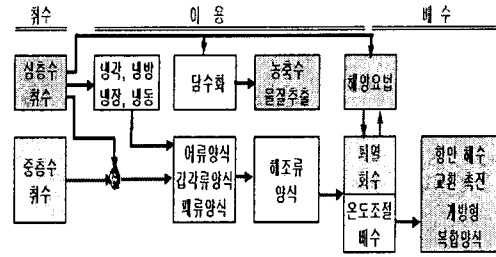 취수 이용 배수
심층수
취수
냉각, 냉방
냉장, 냉동
담수화
농축수
물질추출
해양요법
중층수
취수
어류양식
갑각류양식
패류양식
해조류
양식
퇴열
회수
온도조절
배수
항만 해수
교환 촉진
개방형
복합양식